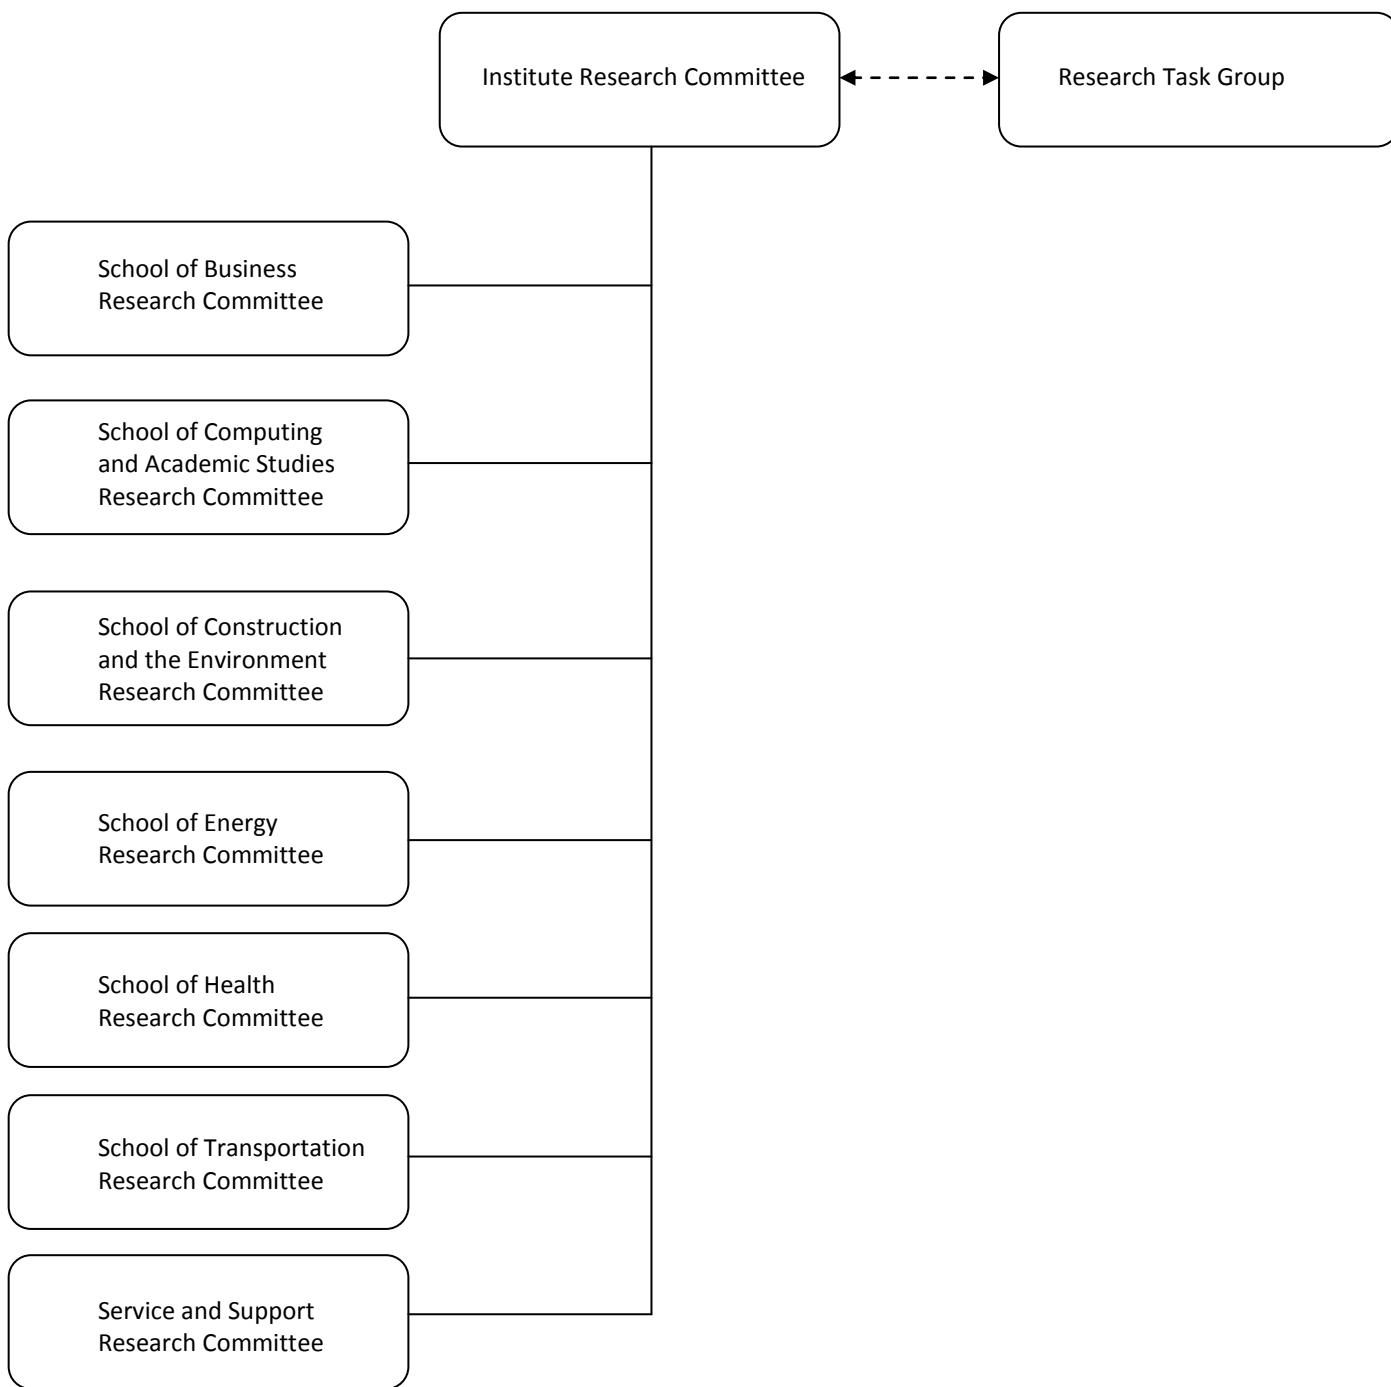 Institute Research Committee
Research Task Group
School of Business
Research Committee
School of Computing
and Academic Studies
Research Committee
School of Construction
and the Environment
Research Committee
School of Energy
Research Committee
School of Health
Research Committee
School of Transportation
Research Committee
Service and Support
Research Committee